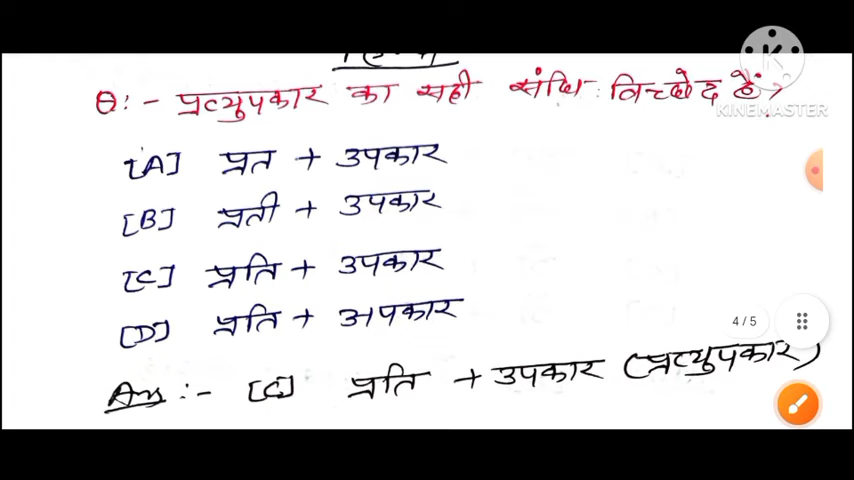 Q:- प्रत्युपकार का सही संधि विच्छेद है?
KINEMASTER
[A] प्रत + उपकार
[B] प्रती + उपकार
[C] प्रति + उपकार
[D] प्रति + अपकार
4/5
Ans :- [C] प्रति + उपकार (प्रत्युपकार)